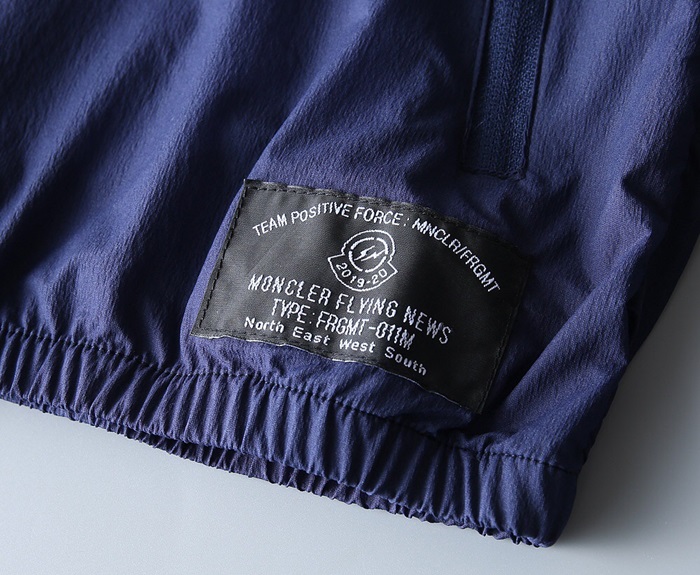 TEAM POSITIVE FORCE: MNCLR/FRGMT
2019-20
MONCLER FLYING NEWS
TYPE: FRGMT-011M
North East West South